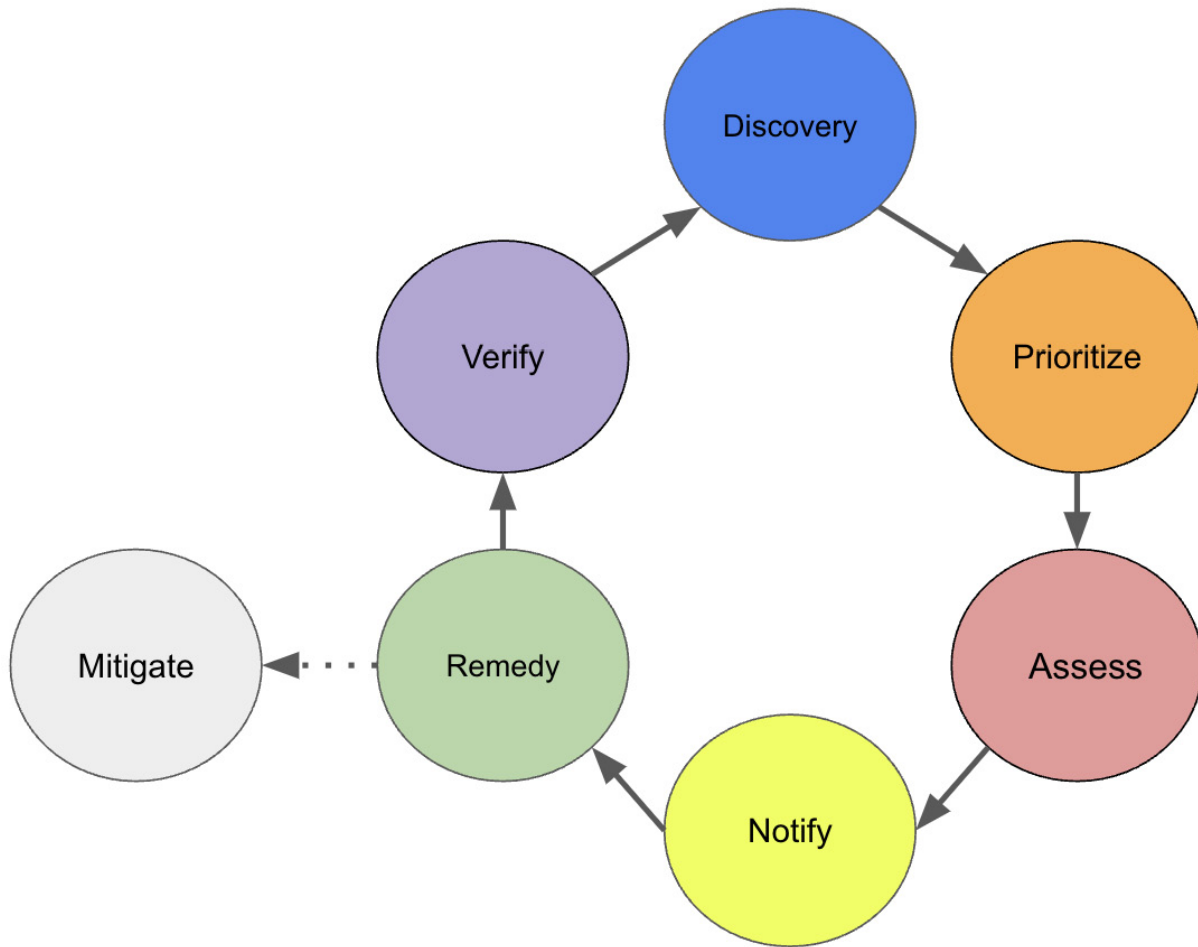 Discovery
Verify
Prioritize
Mitigate
Remedy
Assess
Notify